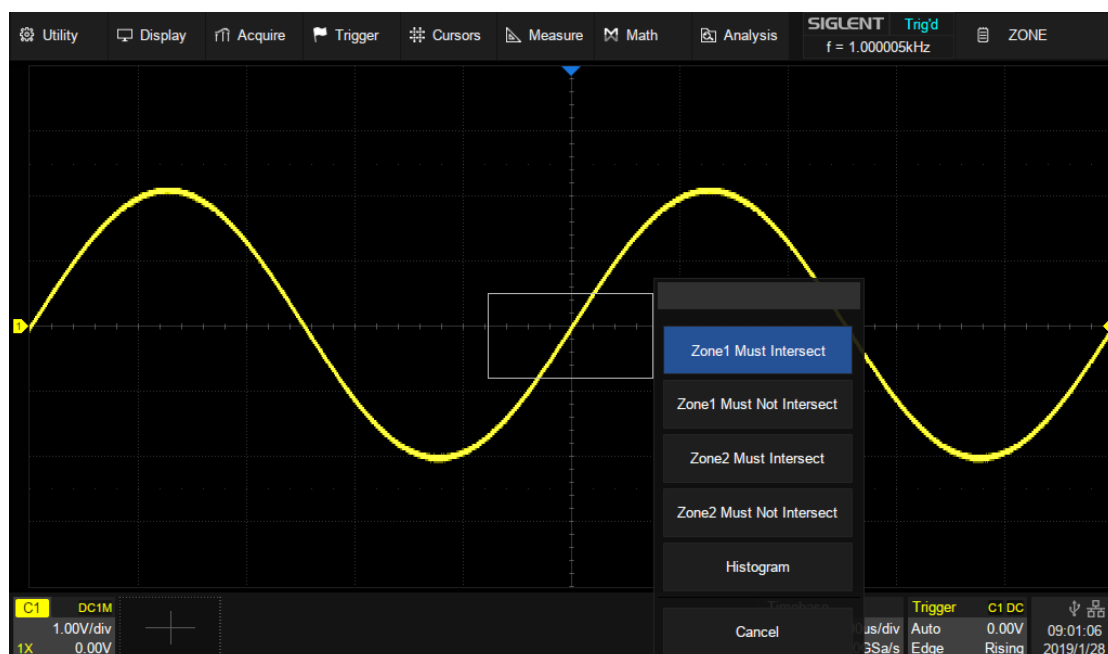 Utility Display Acquire Trigger Cursors Measure Math Analysis SIGLENT Trig'd ZONE
f = 1.000005kHz
1
Zone1 Must Intersect
Zone1 Must Not Intersect
Zone2 Must Intersect
Zone2 Must Not Intersect
Histogram
Cancel
C1 DC1M
1.00V/div
1X 0.00V
Timebase
us/div
GSa/s
Trigger C1 DC
Auto 0.00V
Edge Rising
09:01:06
2019/1/28